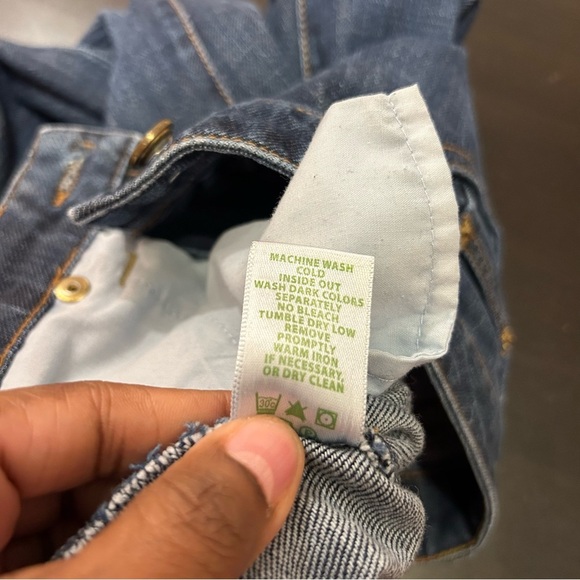 MACHINE WASH
COLD
INSIDE OUT
WASH DARK COLORS
SEPARATELY
NO BLEACH
TUMBLE DRY LOW
REMOVE
PROMPTLY
WARM IRON
IF NECESSARY,
OR DRY CLEAN
30c